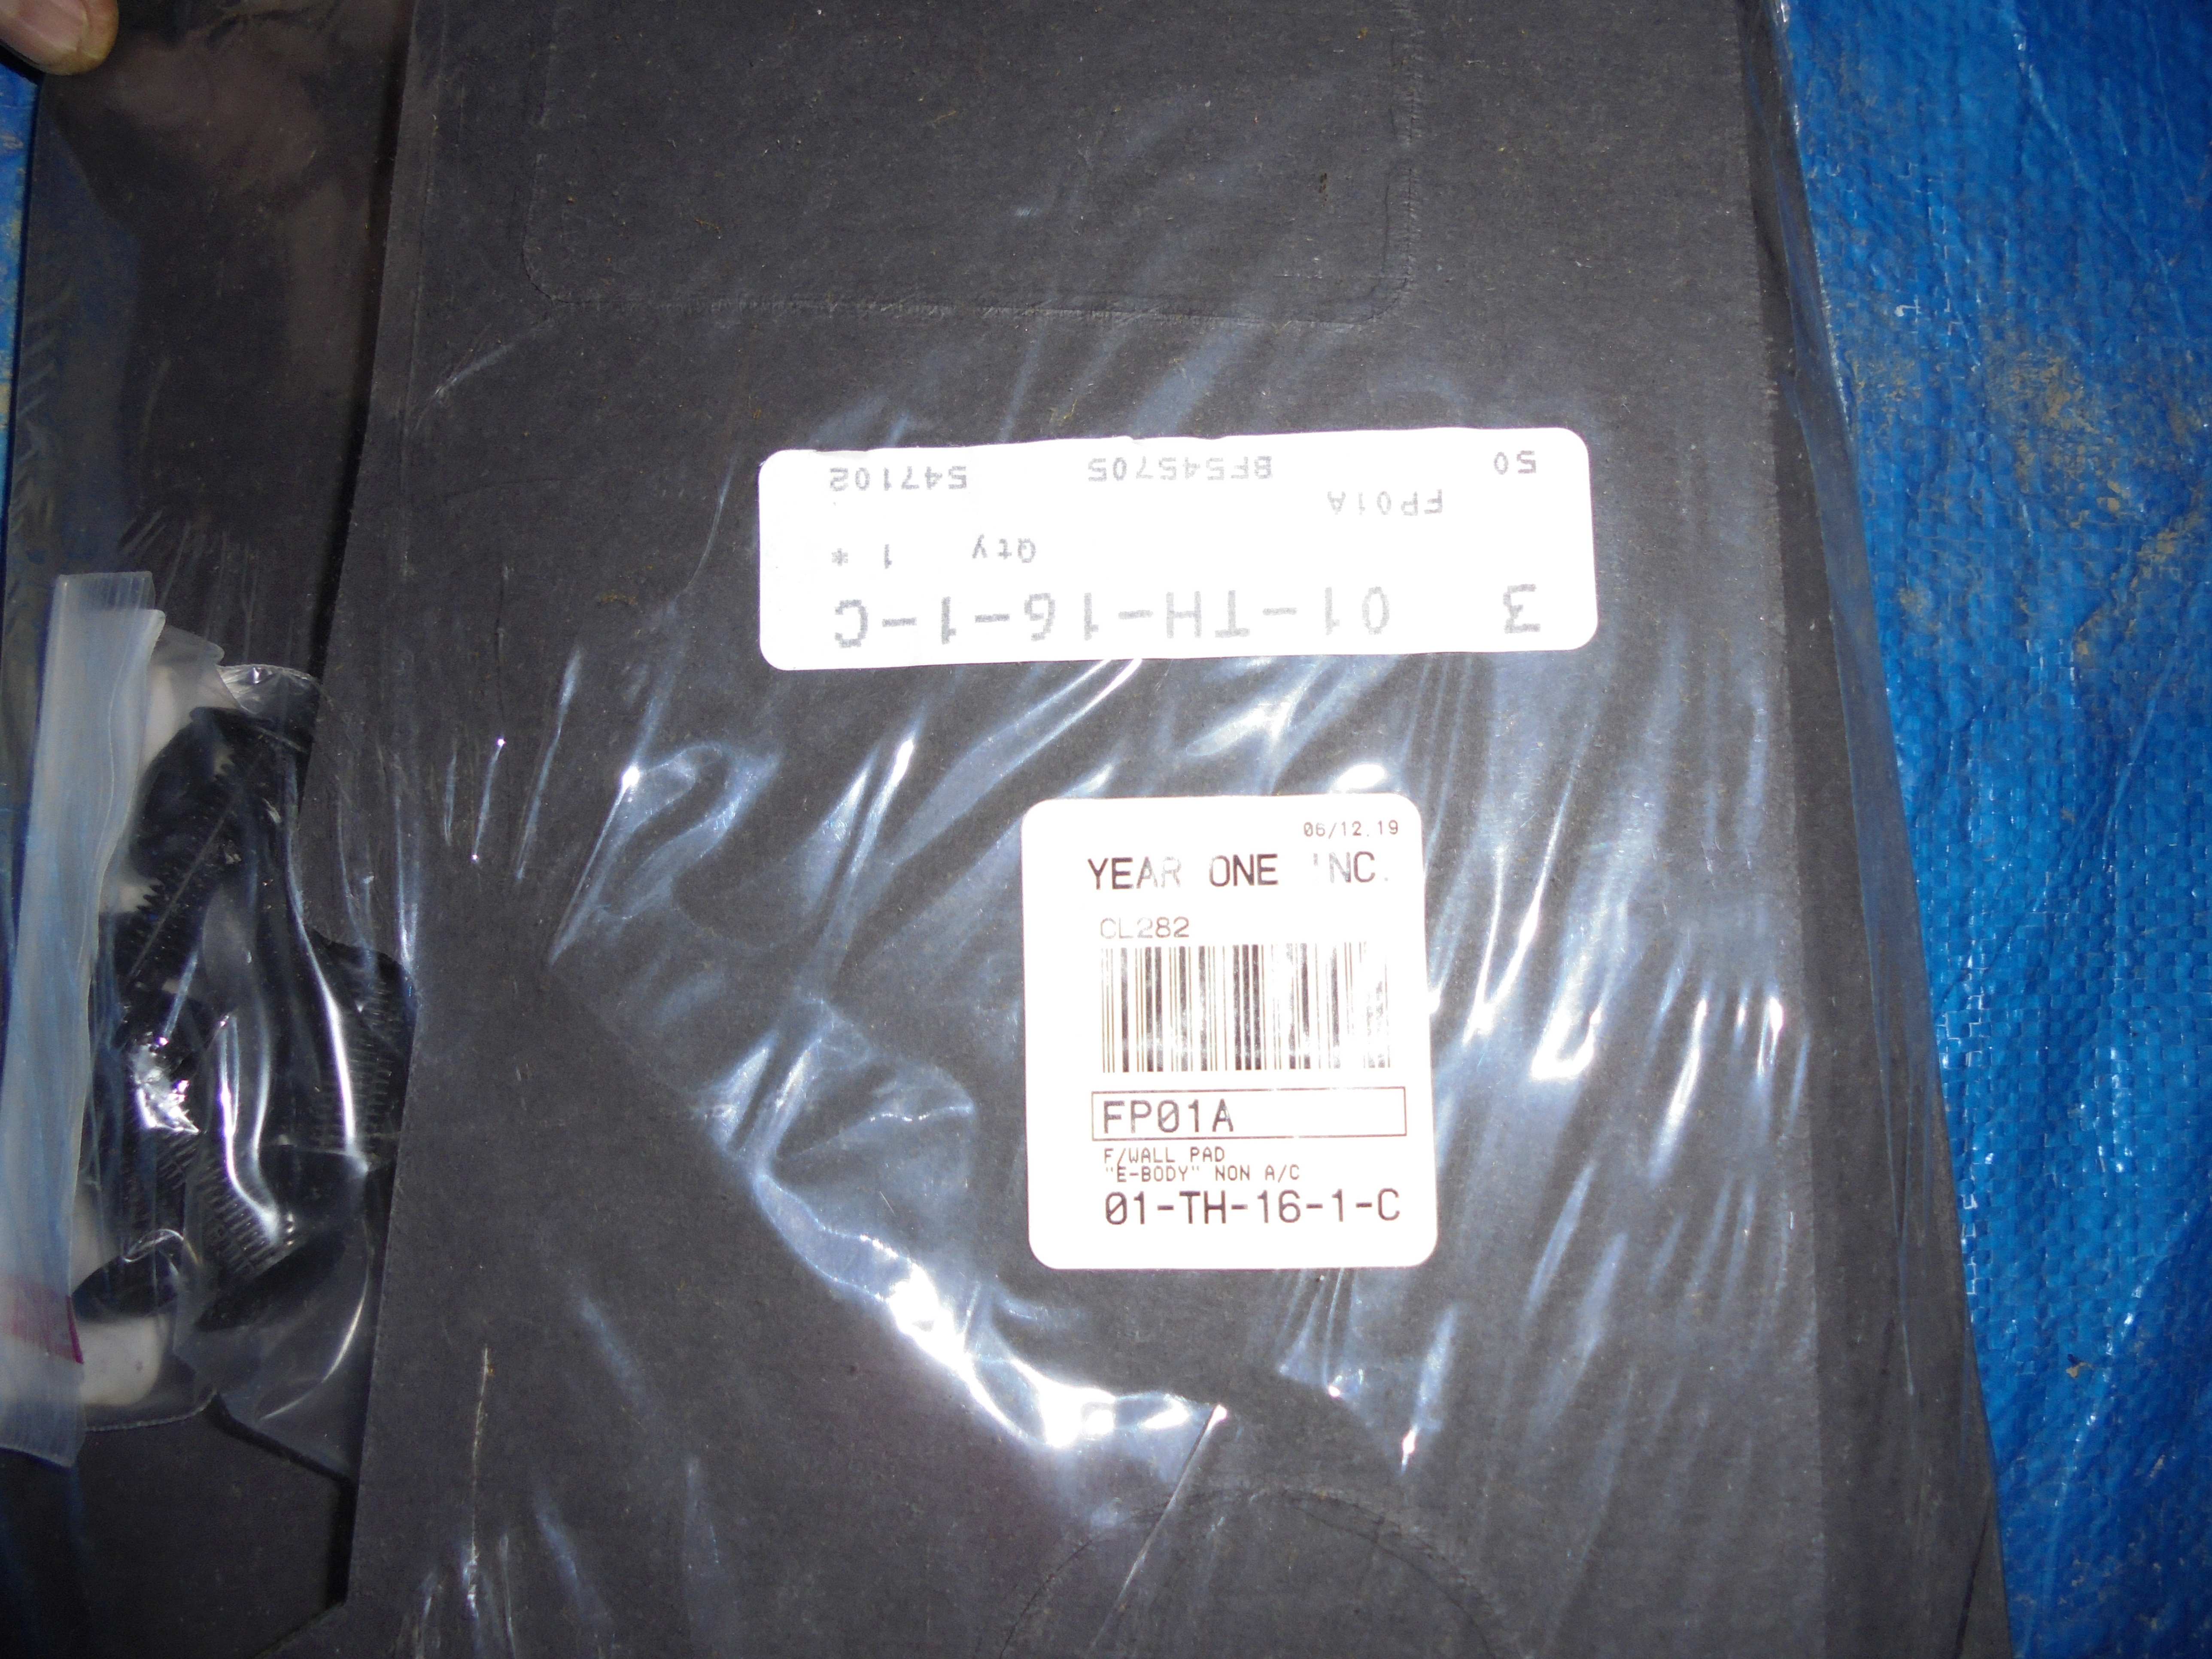 3 01-TH-16-1-C
Qty 1 *
FP01A
50 BF545705 547102
06/12.19
YEAR ONE INC.
CL282
FP01A
F/WALL PAD
"E-BODY" NON A/C
01-TH-16-1-C